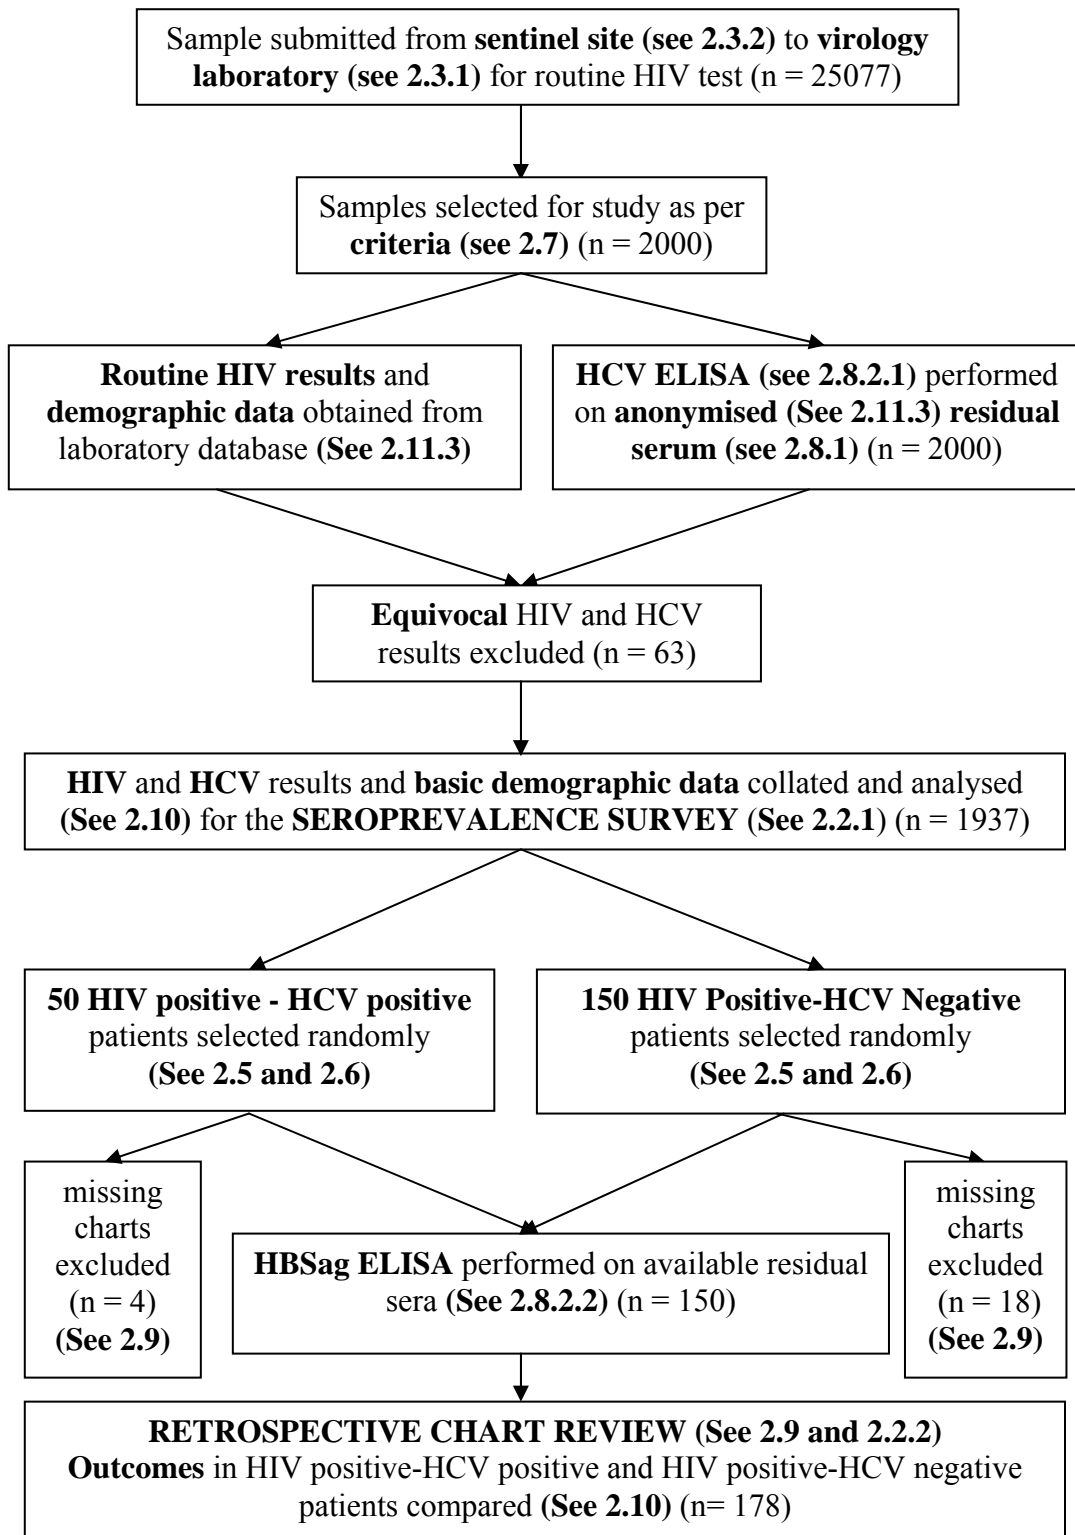 Sample submitted from sentinel site (see 2.3.2) to virology
laboratory (see 2.3.1) for routine HIV test (n = 25077)
Samples selected for study as per
criteria (see 2.7) (n = 2000)
Routine HIV results and
demographic data obtained from
laboratory database (See 2.11.3)
HCV ELISA (see 2.8.2.1) performed
on anonymised (See 2.11.3) residual
serum (see 2.8.1) (n = 2000)
Equivocal HIV and HCV
results excluded (n = 63)
HIV and HCV results and basic demographic data collated and analysed
(See 2.10) for the SEROPREVALENCE SURVEY (See 2.2.1) (n = 1937)
50 HIV positive - HCV positive
patients selected randomly
(See 2.5 and 2.6)
150 HIV Positive-HCV Negative
patients selected randomly
(See 2.5 and 2.6)
missing
charts
excluded
(n = 4)
(See 2.9)
HBSag ELISA performed on available residual
sera (See 2.8.2.2) (n = 150)
missing
charts
excluded
(n = 18)
(See 2.9)
RETROSPECTIVE CHART REVIEW (See 2.9 and 2.2.2)
Outcomes in HIV positive-HCV positive and HIV positive-HCV negative
patients compared (See 2.10) (n= 178)